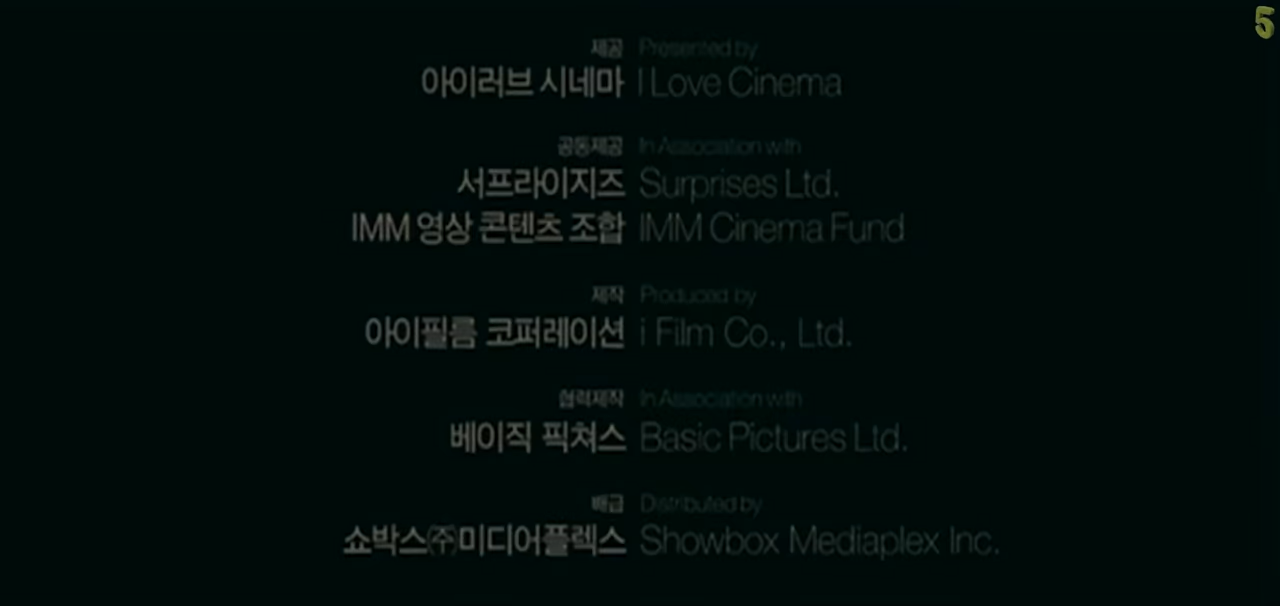 5
제공 Presented by
아이러브 시네마 I Love Cinema
공동제공 In Association with
서프라이지즈 Surprises Ltd.
IMM 영상 콘텐츠 조합 IMM Cinema Fund
제작 Produced by
아이필름 코퍼레이션 i Film Co., Ltd.
협력제작 In Association with
베이직 픽쳐스 Basic Pictures Ltd.
배급 Distributed by
쇼박스㈜미디어플렉스 Showbox Mediaplex Inc.